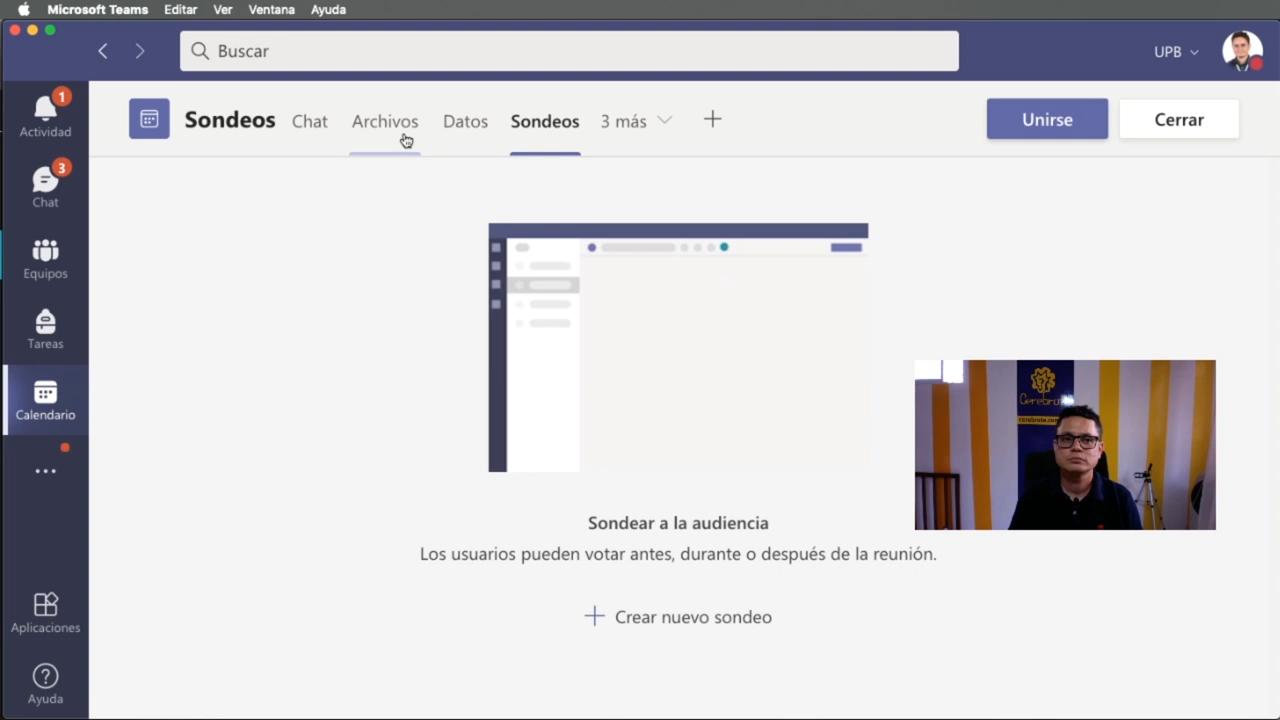 Microsoft Teams Editar Ver Ventana Ayuda
Buscar
UPB
1
Actividad
3
Chat
Equipos
Tareas
Calendario
Aplicaciones
Ayuda
Sondeos Chat Archivos Datos Sondeos 3 más
Unirse Cerrar
Cerebrote
Sondear a la audiencia
Los usuarios pueden votar antes, durante o después de la reunión.
Crear nuevo sondeo